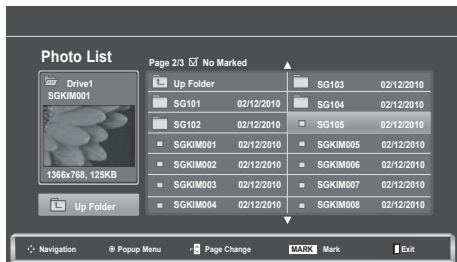 Photo List
Page 2/3 No Marked
Drive1
SGKIM001
1366x768, 125KB
Up Folder
Up Folder
SG101 02/12/2010
SG102 02/12/2010
SGKIM001 02/12/2010
SGKIM002 02/12/2010
SGKIM003 02/12/2010
SGKIM004 02/12/2010
SG103 02/12/2010
SG104 02/12/2010
SG105 02/12/2010
SGKIM005 02/12/2010
SGKIM006 02/12/2010
SGKIM007 02/12/2010
SGKIM008 02/12/2010
Navigation Popup Menu Page Change MARK Mark Exit